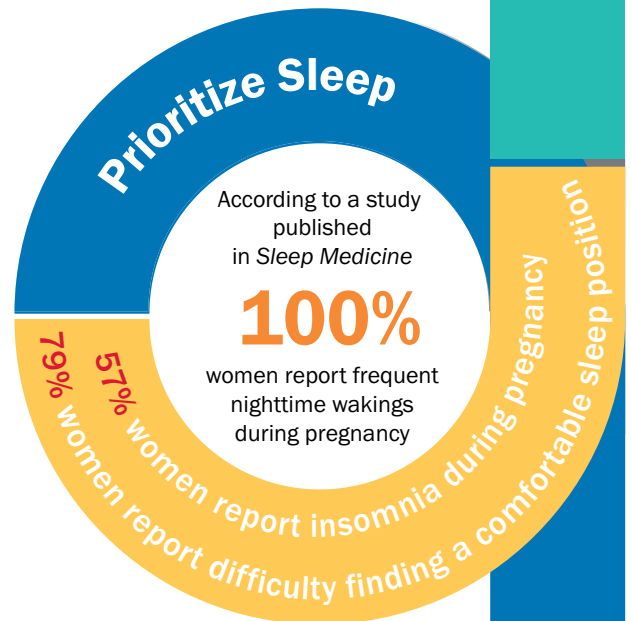 Prioritize Sleep
According to a study
published
in Sleep Medicine
100%
women report frequent
nighttime wakings
during pregnancy
57% women report insomnia during pregnancy
79% women report difficulty finding a comfortable sleep position